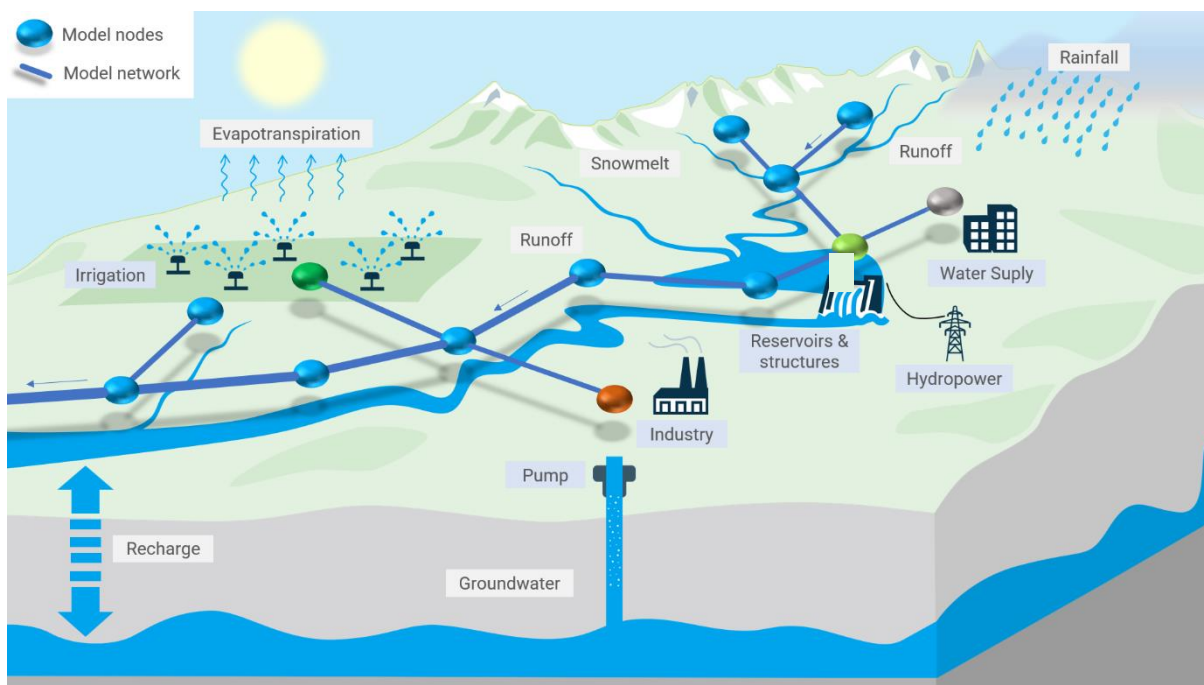 Model nodes
Model network
Rainfall
Evapotranspiration
Snowmelt
Runoff
Runoff
Irrigation
Water Suply
Reservoirs &
structures
Hydropower
Industry
Pump
Recharge
Groundwater